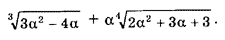 ∛(3α² − 4α) + α⁴√(2α² + 3α + 3).